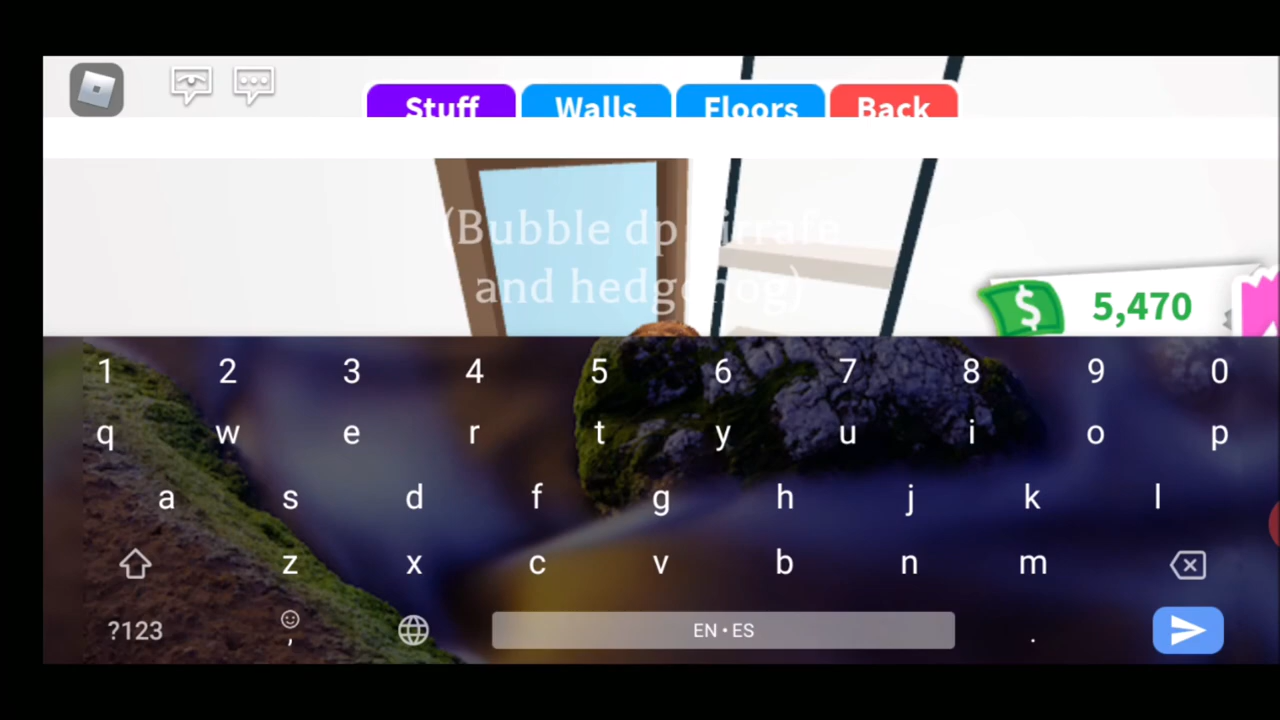 Stuff Walls Floors Back
(Bubble dp
and hedgehog)
5,470
1 2 3 4 5 6 7 8 9 0
q w e r t y u i o p
a s d f g h j k l
z x c v b n m
?123 , EN • ES .